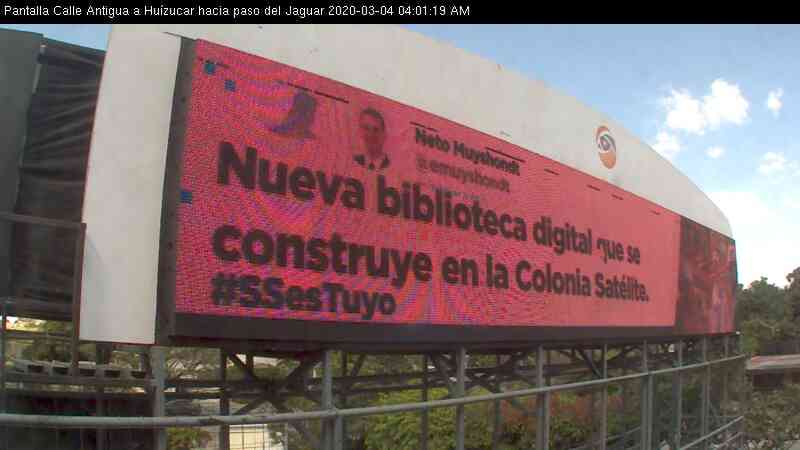 Pantalla Calle Antigua a Huízucar hacia paso del Jaguar 2020-03-04 04:01:19 AM
Neto Muyshondt
@emuyshondt
Nueva biblioteca digital que se
construye en la Colonia Satélite.
#SSesTuyo